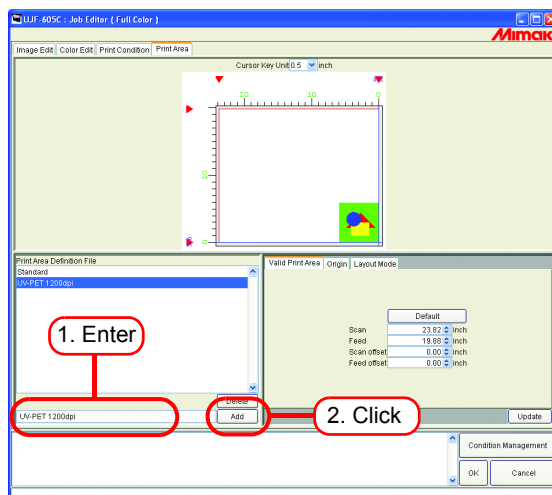 UJF-605C : Job Editor ( Full Color )
Mimaki
Image Edit Color Edit Print Condition Print Area
Cursor Key Unit 0.5 inch
20 10 0
10
0
Print Area Definition File
Standard
UV-PET 1200dpi
Valid Print Area Origin Layout Mode
Default
Scan 23.82 inch
Feed 19.88 inch
Scan offset 0.00 inch
Feed offset 0.00 inch
1. Enter
Delete
UV-PET 1200dpi Add
2. Click
Update
Condition Management
OK Cancel